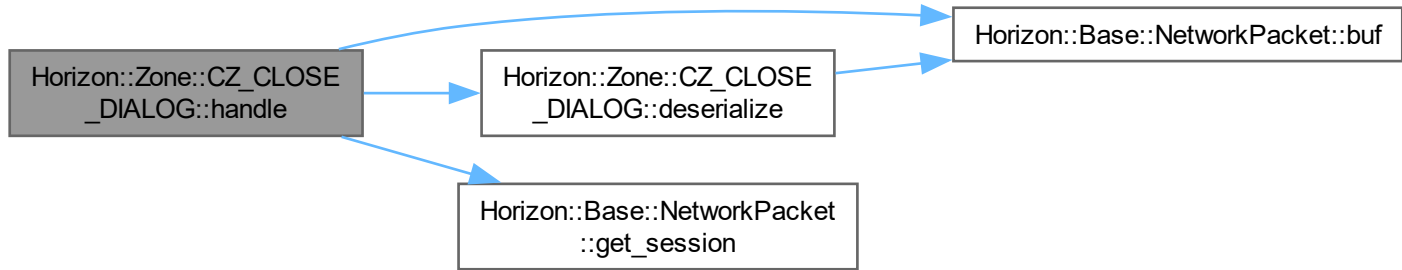 Horizon::Zone::CZ_CLOSE
_DIALOG::handle
Horizon::Zone::CZ_CLOSE
_DIALOG::deserialize
Horizon::Base::NetworkPacket::buf
Horizon::Base::NetworkPacket
::get_session